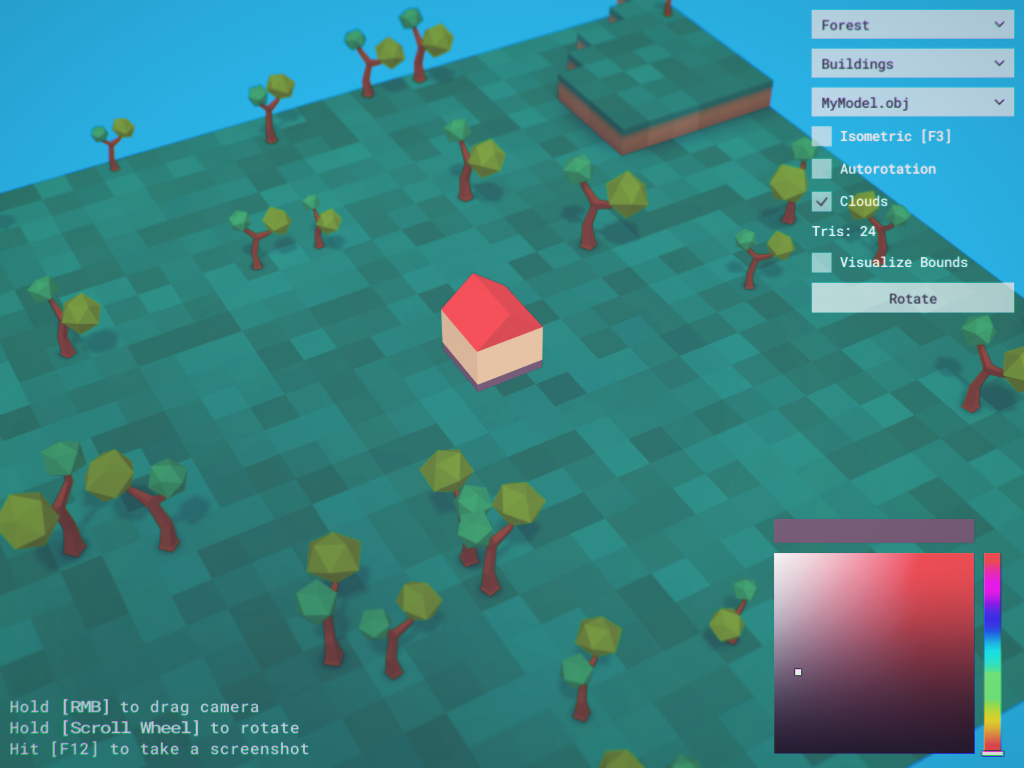 Forest
Buildings
MyModel.obj
Isometric [F3]
Autorotation
Clouds
Tris: 24
Visualize Bounds
Rotate
Hold [RMB] to drag camera
Hold [Scroll Wheel] to rotate
Hit [F12] to take a screenshot